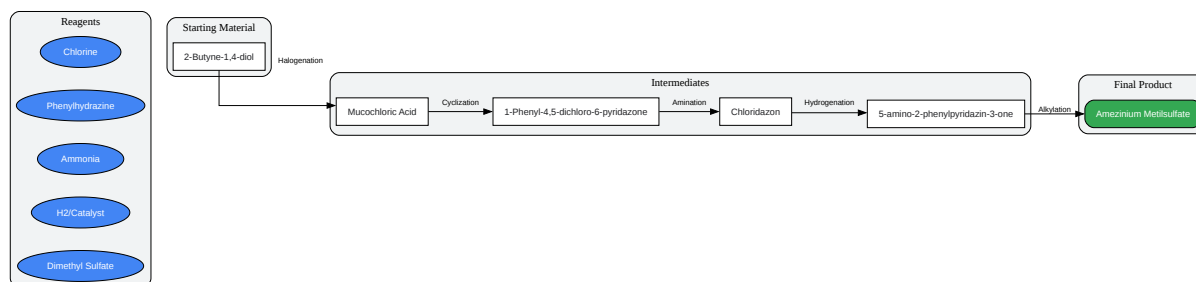 Reagents
Chlorine
Phenylhydrazine
Ammonia
H2/Catalyst
Dimethyl Sulfate
Starting Material
2-Butyne-1,4-diol
Halogenation
Intermediates
Mucochloric Acid
Cyclization
1-Phenyl-4,5-dichloro-6-pyridazone
Amination
Chloridazon
Hydrogenation
5-amino-2-phenylpyridazin-3-one
Alkylation
Final Product
Amezinium Metilsulfate